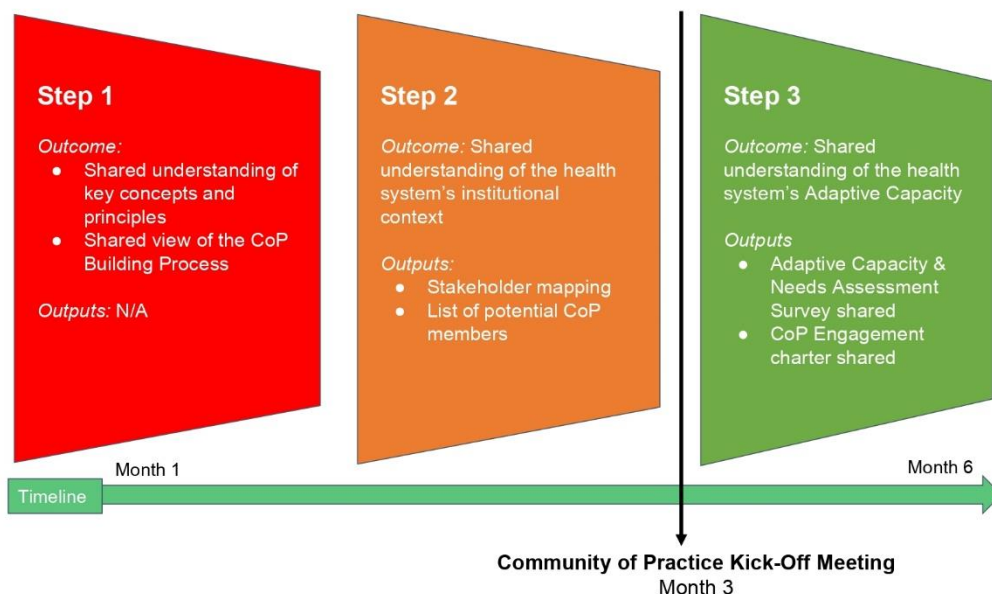 Step 1
Outcome:
● Shared understanding of
key concepts and
principles
● Shared view of the CoP
Building Process
Outputs: N/A
Step 2
Outcome: Shared
understanding of the health
system's institutional
context
Outputs:
● Stakeholder mapping
● List of potential CoP
members
Step 3
Outcome: Shared
understanding of the health
system's Adaptive Capacity
Outputs
● Adaptive Capacity &
Needs Assessment
Survey shared
● CoP Engagement
charter shared
Month 1
Month 6
Timeline
Community of Practice Kick-Off Meeting
Month 3